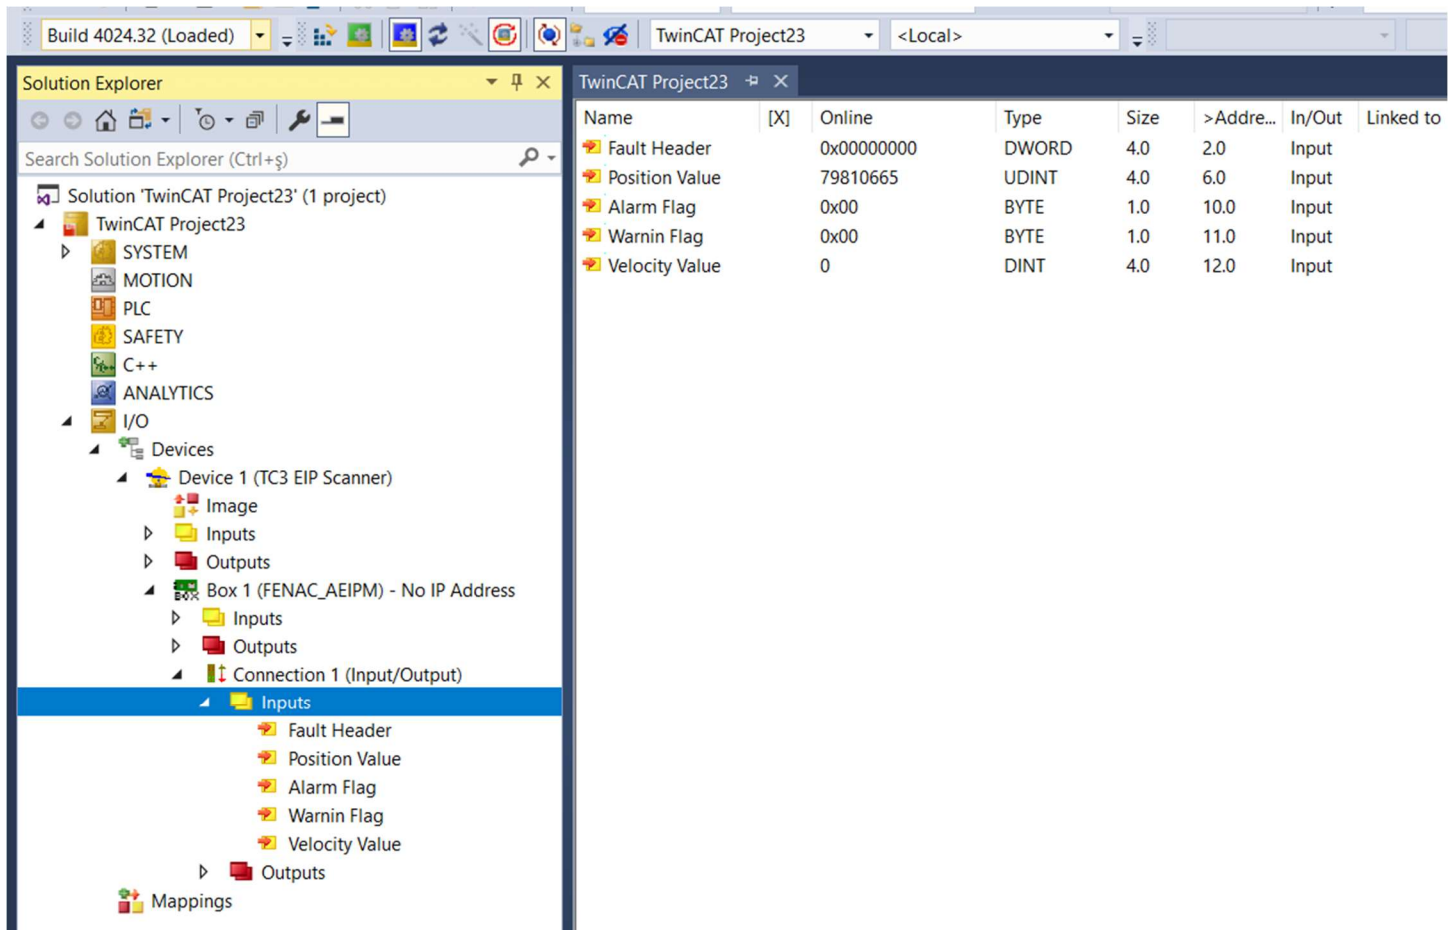 Build 4024.32 (Loaded) TwinCAT Project23 <Local>
Solution Explorer
Search Solution Explorer (Ctrl+ş)
Solution 'TwinCAT Project23' (1 project)
TwinCAT Project23
SYSTEM
MOTION
PLC
SAFETY
C++
ANALYTICS
I/O
Devices
Device 1 (TC3 EIP Scanner)
Image
Inputs
Outputs
Box 1 (FENAC_AEIPM) - No IP Address
Inputs
Outputs
Connection 1 (Input/Output)
Inputs
Fault Header
Position Value
Alarm Flag
Warnin Flag
Velocity Value
Outputs
Mappings
TwinCAT Project23
Name [X] Online Type Size >Addre... In/Out Linked to
Fault Header 0x00000000 DWORD 4.0 2.0 Input
Position Value 79810665 UDINT 4.0 6.0 Input
Alarm Flag 0x00 BYTE 1.0 10.0 Input
Warnin Flag 0x00 BYTE 1.0 11.0 Input
Velocity Value 0 DINT 4.0 12.0 Input